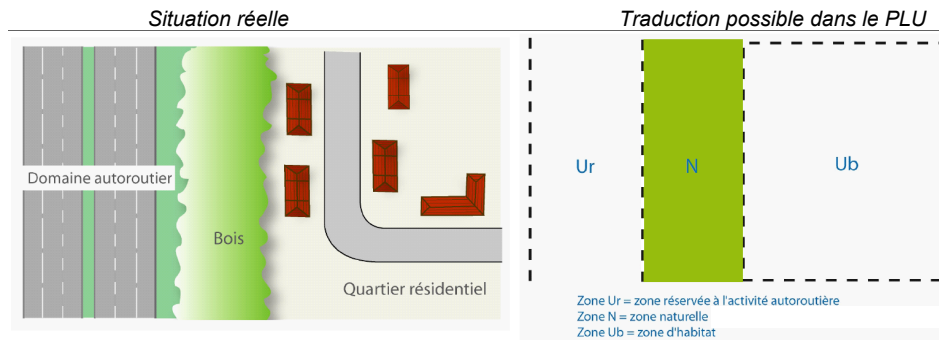 Situation réelle
Traduction possible dans le PLU
Domaine autoroutier
Bois
Quartier résidentiel
Ur
N
Ub
Zone Ur = zone réservée à l'activité autoroutière
Zone N = zone naturelle
Zone Ub = zone d'habitat